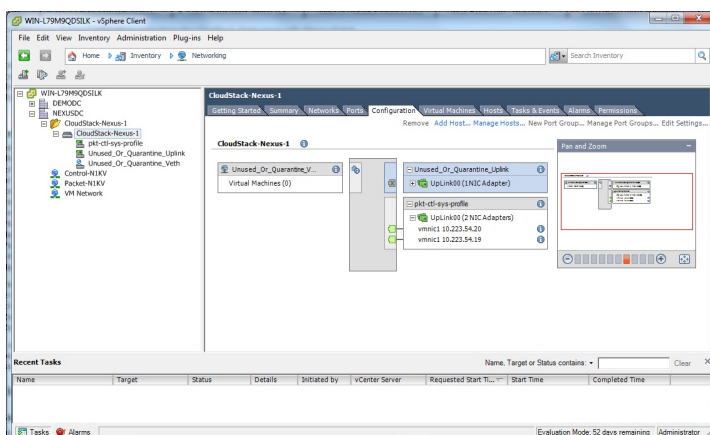 WIN-L79M9QDSILK - vSphere Client
File Edit View Inventory Administration Plug-ins Help
Home Inventory Networking Search Inventory
WIN-L79M9QDSILK
DEMODC
NEXUSDC
CloudStack-Nexus-1
CloudStack-Nexus-1
pkt-ctl-sys-profile
Unused_Or_Quarantine_Uplink
Unused_Or_Quarantine_Veth
Control-N1KV
Packet-N1KV
VM Network
CloudStack-Nexus-1
Getting Started Summary Networks Ports Configuration Virtual Machines Hosts Tasks & Events Alarms Permissions
Remove Add Host... Manage Hosts... New Port Group... Manage Port Groups... Edit Settings...
CloudStack-Nexus-1
Unused_Or_Quarantine_V...
Virtual Machines (0)
Unused_Or_Quarantine_Uplink
UpLink00 (1 NIC Adapter)
pkt-ctl-sys-profile
UpLink00 (2 NIC Adapters)
vmnic1 10.223.54.20
vmnic1 10.223.54.19
Pan and Zoom
Recent Tasks
Name, Target or Status contains: Clear
Name Target Status Details Initiated by vCenter Server Requested Start Ti... Start Time Completed Time
Tasks Alarms Evaluation Mode: 52 days remaining Administrator